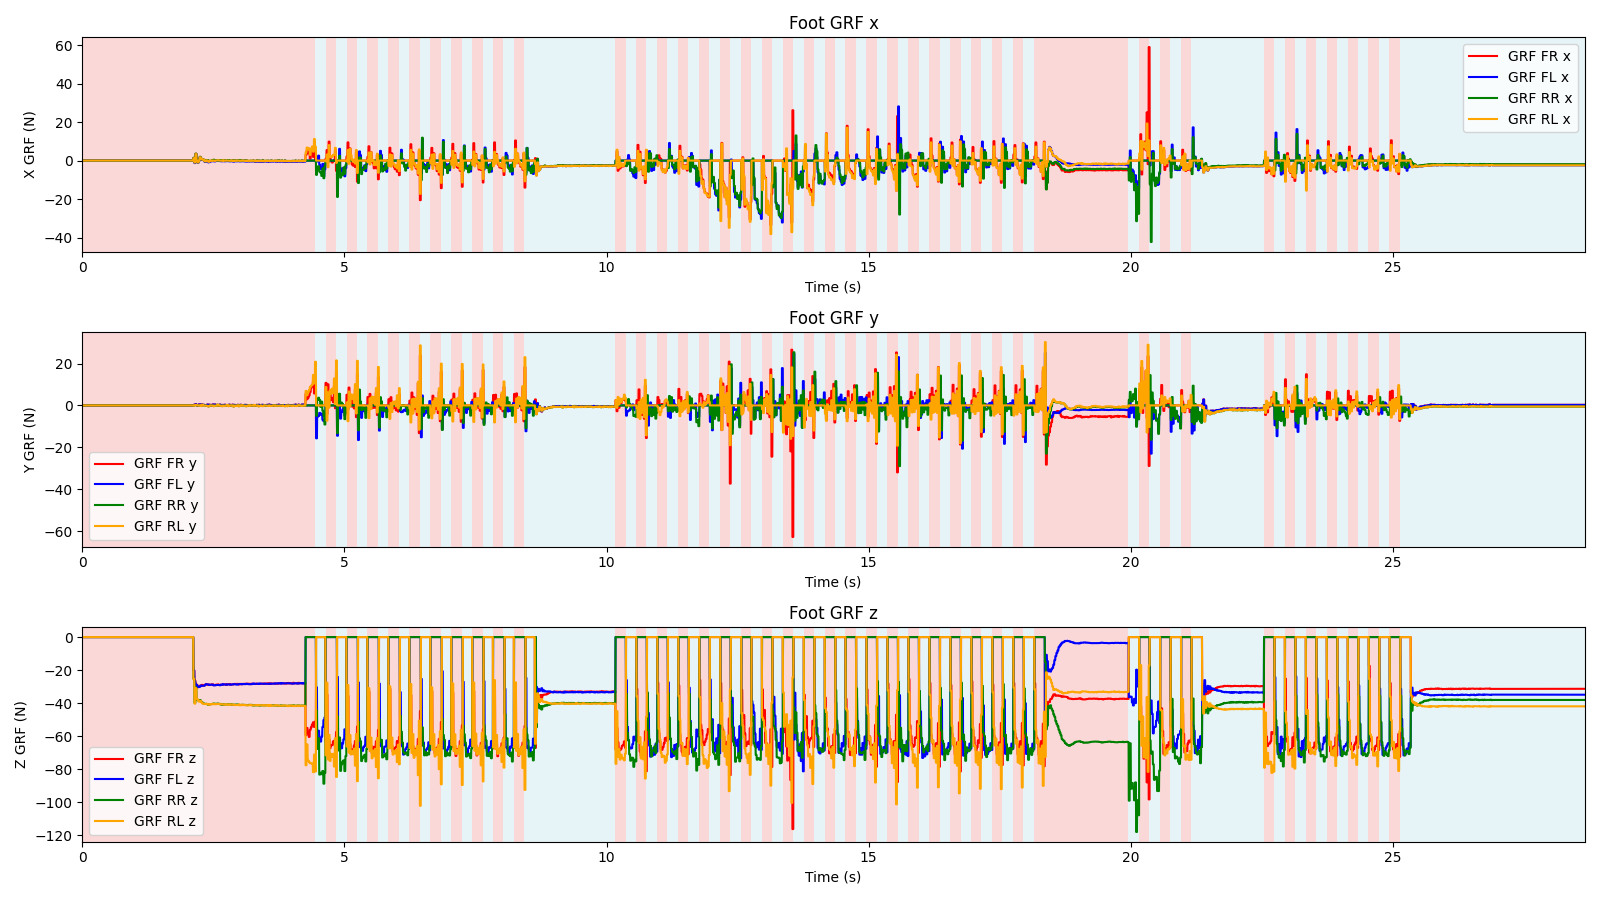 Foot GRF x
60
40
20
0
−20
−40
X GRF (N)
GRF FR x
GRF FL x
GRF RR x
GRF RL x
0 5 10 15 20 25
Time (s)
Foot GRF y
20
0
−20
−40
−60
Y GRF (N)
GRF FR y
GRF FL y
GRF RR y
GRF RL y
0 5 10 15 20 25
Time (s)
Foot GRF z
0
−20
−40
−60
−80
−100
−120
Z GRF (N)
GRF FR z
GRF FL z
GRF RR z
GRF RL z
0 5 10 15 20 25
Time (s)